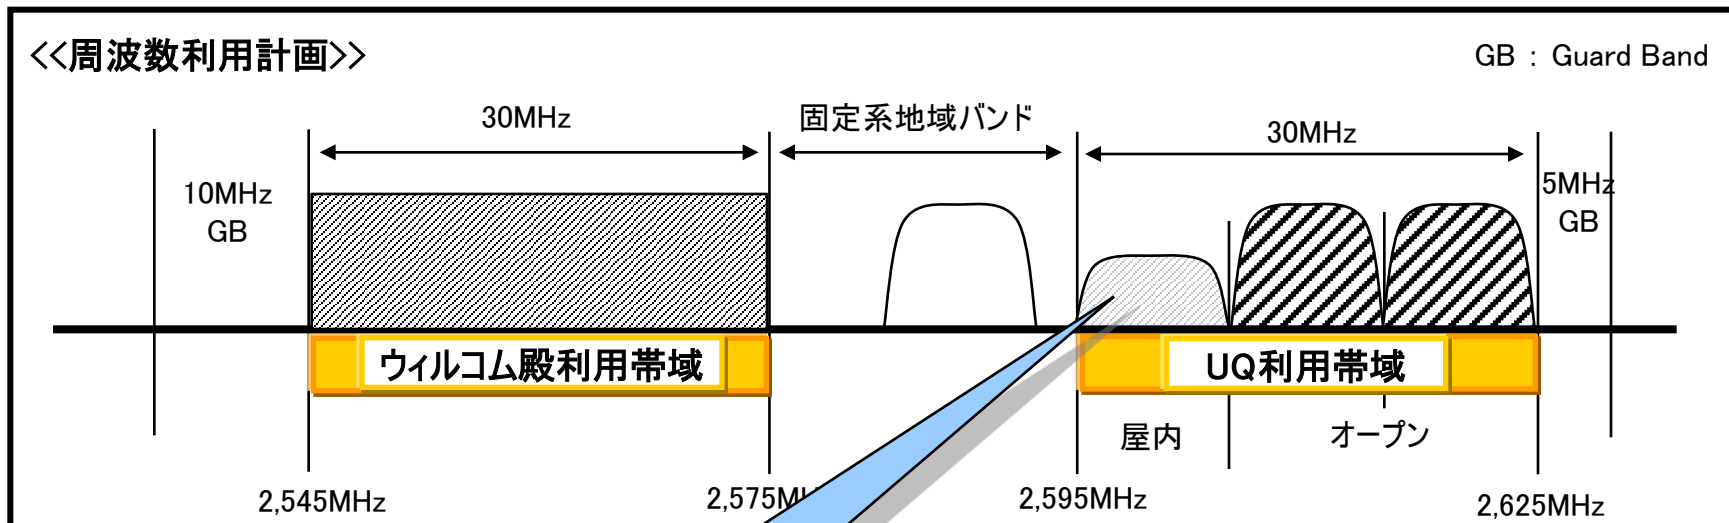 <<周波数利用計画>>
GB : Guard Band
30MHz
固定系地域バンド
30MHz
10MHz
GB
5MHz
GB
ウィルコム殿利用帯域
UQ利用帯域
屋内
オープン
2,545MHz
2,575MHz
2,595MHz
2,625MHz